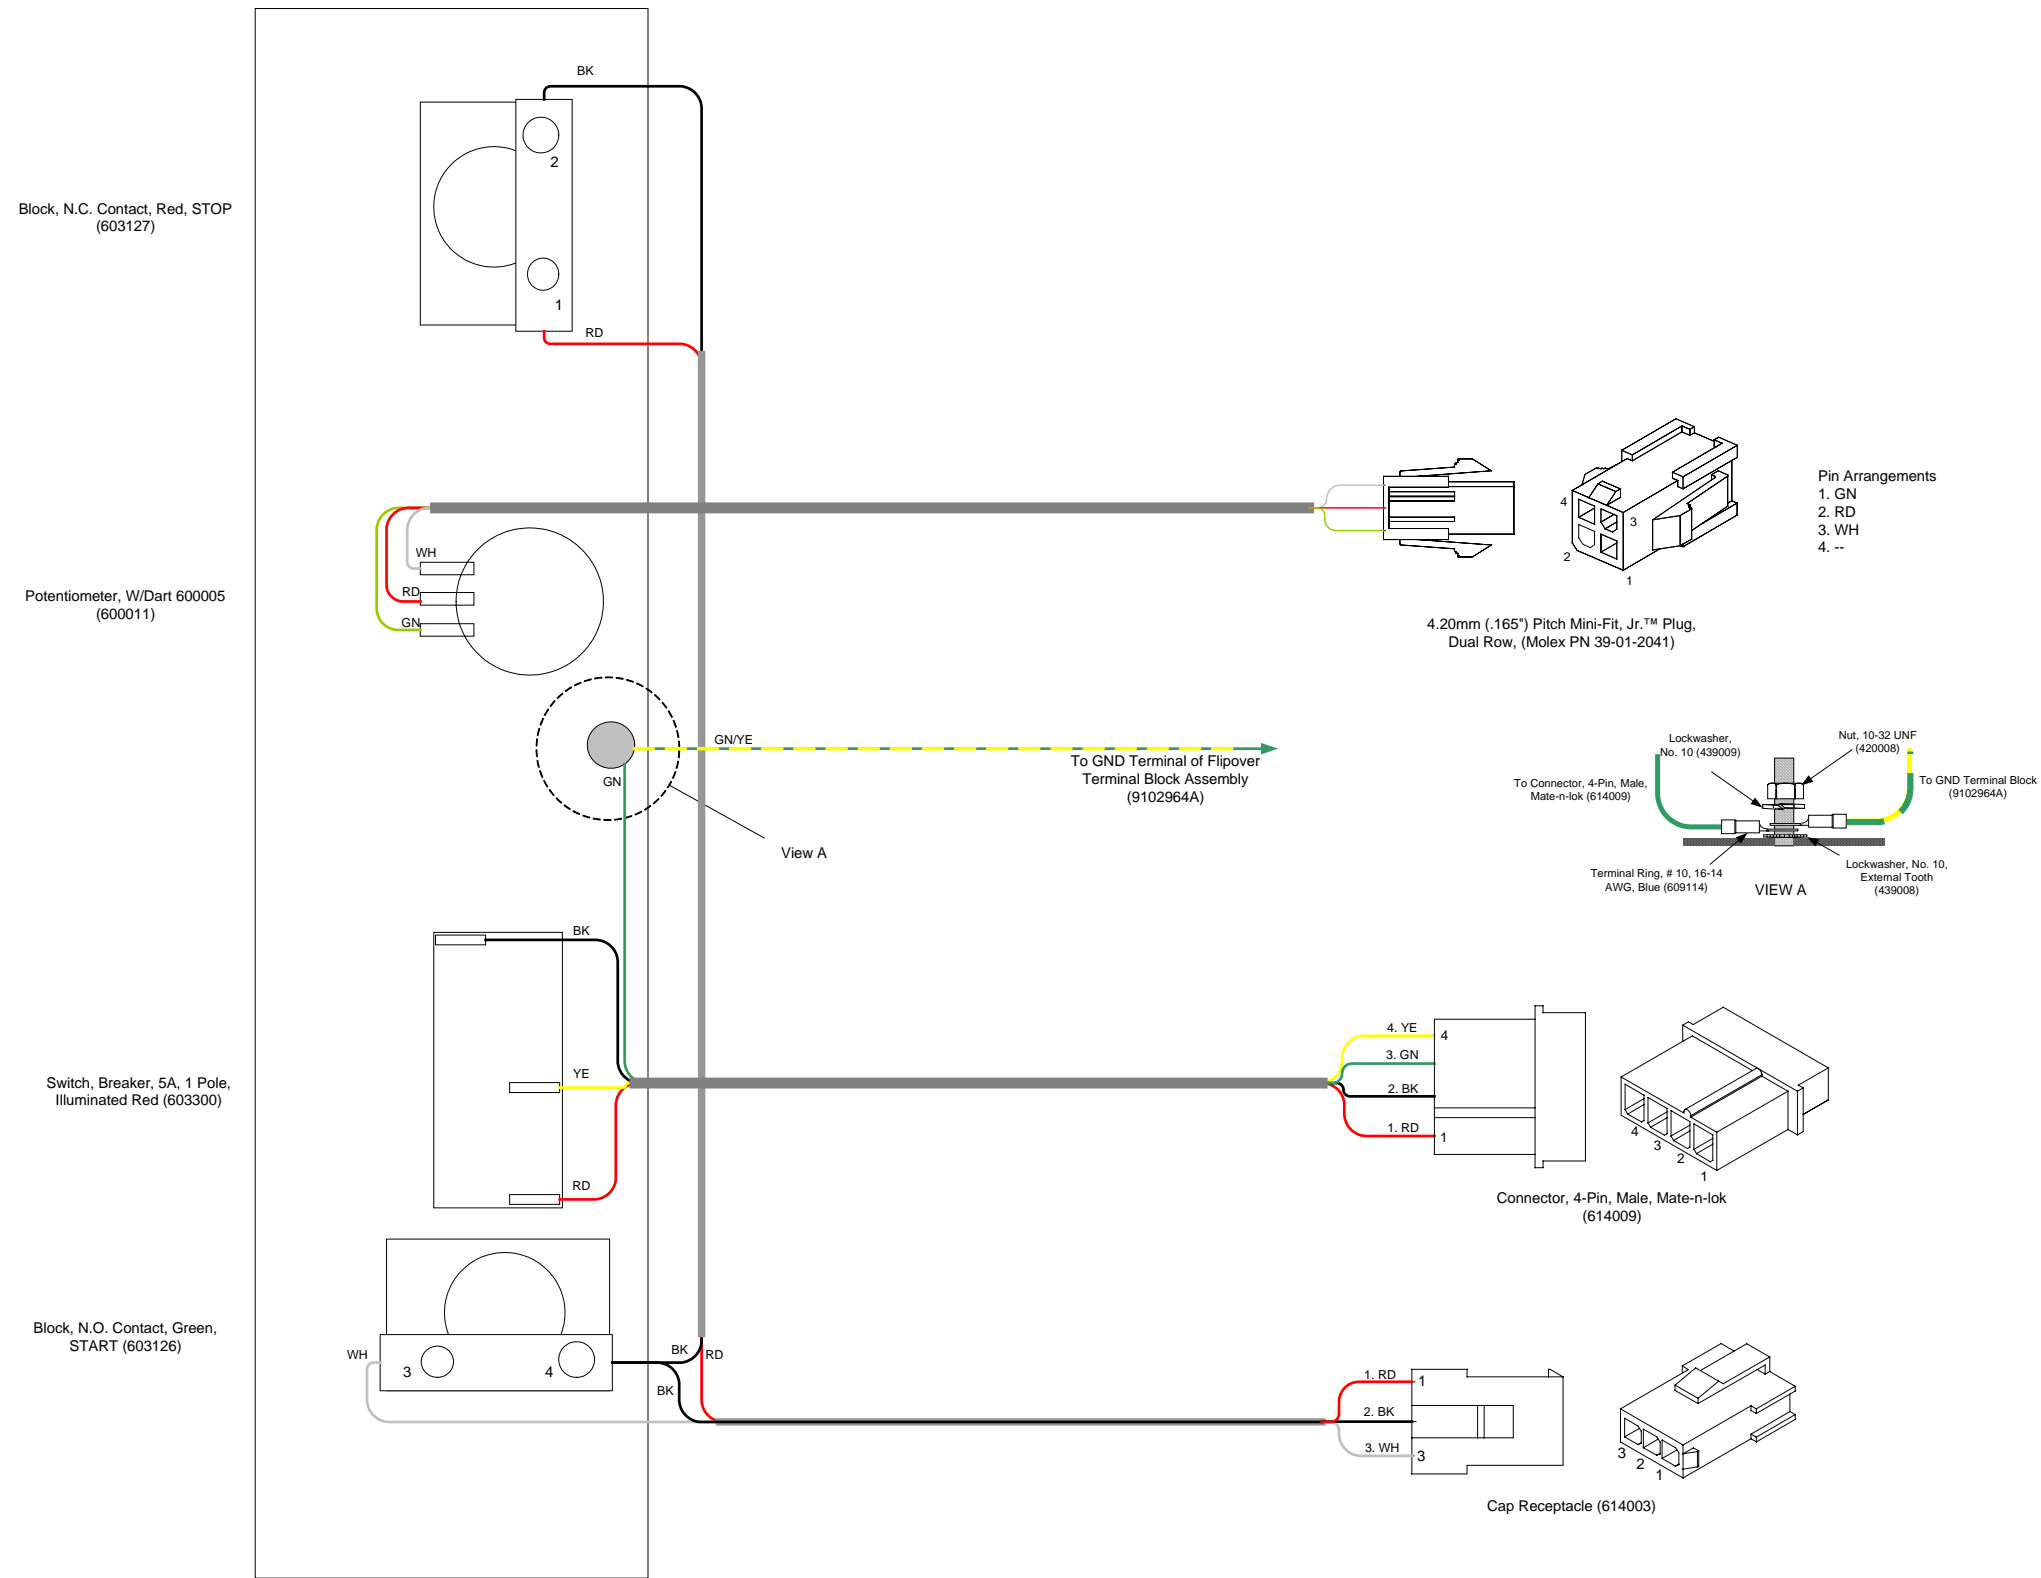 BK
2
Block, N.C. Contact, Red, STOP
(603127)
1
RD
Pin Arrangements
1. GN
2. RD
3. WH
4. --
4
3
2
1
WH
RD
GN
Potentiometer, W/Dart 600005
(600011)
4.20mm (.165") Pitch Mini-Fit, Jr.™ Plug,
Dual Row, (Molex PN 39-01-2041)
GN/YE
GN
To GND Terminal of Flipover
Terminal Block Assembly
(9102964A)
View A
Lockwasher,
No. 10 (439009)
Nut, 10-32 UNF
(420008)
To Connector, 4-Pin, Male,
Mate-n-lok (614009)
To GND Terminal Block
(9102964A)
Terminal Ring, # 10, 16-14
AWG, Blue (609114)
Lockwasher, No. 10,
External Tooth
(439008)
VIEW A
BK
YE
RD
Switch, Breaker, 5A, 1 Pole,
Illuminated Red (603300)
4. YE
4
3. GN
2. BK
1. RD
1
4
3
2
1
Connector, 4-Pin, Male, Mate-n-lok
(614009)
Block, N.O. Contact, Green,
START (603126)
WH
3
4
BK
RD
BK
1. RD
1
2. BK
3. WH
3
3
2
1
Cap Receptacle (614003)